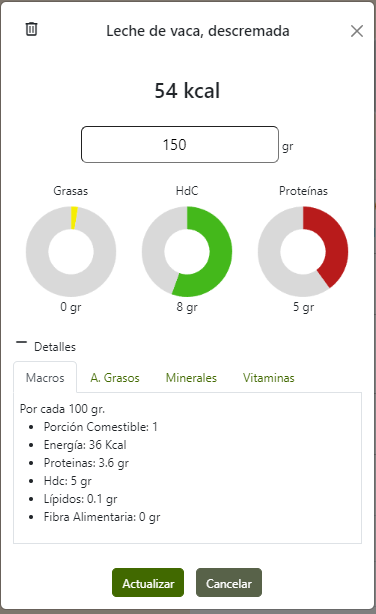 Leche de vaca, descremada
54 kcal
150 gr
Grasas HdC Proteínas
0 gr 8 gr 5 gr
Detalles
Macros A. Grasos Minerales Vitaminas
Por cada 100 gr.
Porción Comestible: 1
Energía: 36 Kcal
Proteinas: 3.6 gr
Hdc: 5 gr
Lípidos: 0.1 gr
Fibra Alimentaria: 0 gr
Actualizar Cancelar